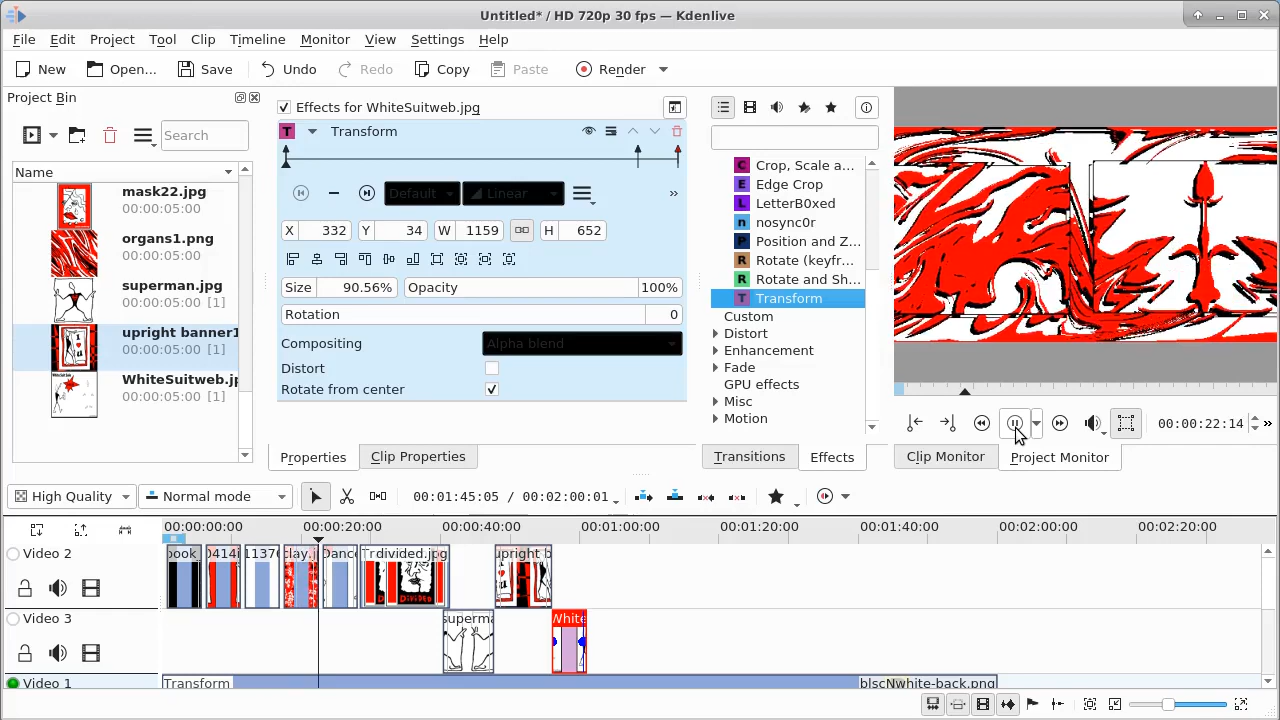 Untitled* / HD 720p 30 fps — Kdenlive
File Edit Project Tool Clip Timeline Monitor View Settings Help
New Open... Save Undo Redo Copy Paste Render
Project Bin
Search
Name
mask22.jpg
00:00:05:00
organs1.png
00:00:05:00
superman.jpg
00:00:05:00 [1]
upright banner1
00:00:05:00 [1]
WhiteSuitweb.jp
00:00:05:00 [1]
Effects for WhiteSuitweb.jpg
T Transform
Default Linear »
X 332 Y 34 W 1159 H 652
Size 90.56% Opacity 100%
Rotation 0
Compositing Alpha blend
Distort
Rotate from center
Properties Clip Properties
C Crop, Scale a...
E Edge Crop
L LetterB0xed
n nosync0r
P Position and Z...
R Rotate (keyfr...
R Rotate and Sh...
T Transform
Custom
Distort
Enhancement
Fade
GPU effects
Misc
Motion
Transitions Effects
00:00:22:14 »
Clip Monitor Project Monitor
High Quality Normal mode 00:01:45:05 / 00:02:00:01
00:00:00:00 00:00:20:00 00:00:40:00 00:01:00:00 00:01:20:00 00:01:40:00 00:02:00:00 00:02:20:00
Video 2
divided.jpg
upright b
Video 3
superma
White
Video 1
Transform
white-back.png